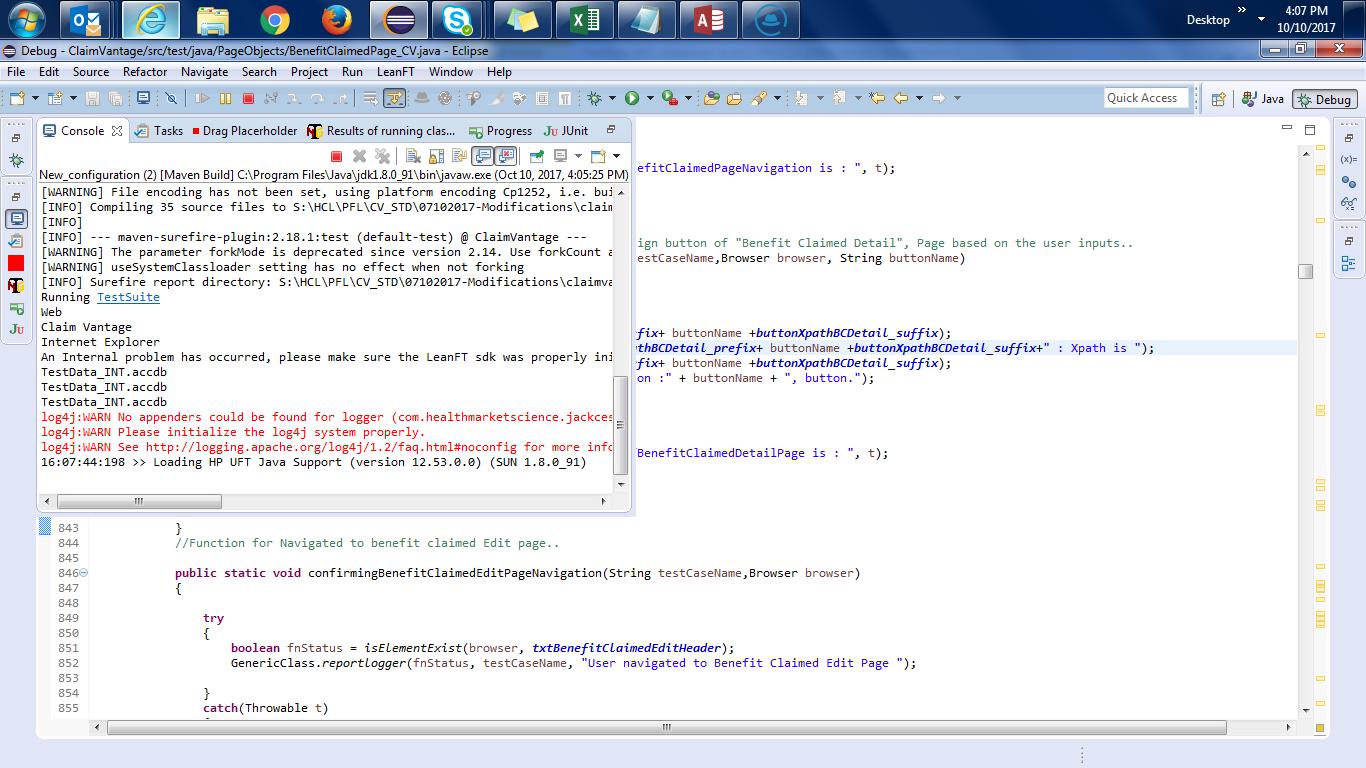 Desktop
»
4:07 PM
10/10/2017
Debug - ClaimVantage/src/test/java/PageObjects/BenefitClaimedPage_CV.java - Eclipse
File Edit Source Refactor Navigate Search Project Run LeanFT Window Help
Quick Access
Java
Debug
Console
Tasks
Drag Placeholder
Results of running clas...
Progress
JUnit
New_configuration (2) [Maven Build] C:\Program Files\Java\jdk1.8.0_91\bin\javaw.exe (Oct 10, 2017, 4:05:25 PM)
[WARNING] File encoding has not been set, using platform encoding Cp1252, i.e. bui
[INFO] Compiling 35 source files to S:\HCL\PFL\CV_STD\07102017-Modifications\claim
[INFO]
[INFO] --- maven-surefire-plugin:2.18.1:test (default-test) @ ClaimVantage ---
[WARNING] The parameter forkMode is deprecated since version 2.14. Use forkCount a
[WARNING] useSystemClassloader setting has no effect when not forking
[INFO] Surefire report directory: S:\HCL\PFL\CV_STD\07102017-Modifications\claimva
Running TestSuite
Web
Claim Vantage
Internet Explorer
An Internal problem has occurred, please make sure the LeanFT sdk was properly ini
TestData_INT.accdb
TestData_INT.accdb
TestData_INT.accdb
log4j:WARN No appenders could be found for logger (com.healthmarketscience.jackces
log4j:WARN Please initialize the log4j system properly.
log4j:WARN See http://logging.apache.org/log4j/1.2/faq.html#noconfig for more info
16:07:44:198 >> Loading HP UFT Java Support (version 12.53.0.0) (SUN 1.8.0_91)
efitClaimedPageNavigation is : ", t);
ign button of "Benefit Claimed Detail", Page based on the user inputs..
estCaseName,Browser browser, String buttonName)
fix+ buttonName +buttonXpathBCDetail_suffix);
thBCDetail_prefix+ buttonName +buttonXpathBCDetail_suffix+" : Xpath is ");
fix+ buttonName +buttonXpathBCDetail_suffix);
on :" + buttonName + ", button.");
BenefitClaimedDetailPage is : ", t);
843 }
844 //Function for Navigated to benefit claimed Edit page..
845
846 public static void confirmingBenefitClaimedEditPageNavigation(String testCaseName,Browser browser)
847 {
848
849 try
850 {
851 boolean fnStatus = isElementExist(browser, txtBenefitClaimedEditHeader);
852 GenericClass.reportlogger(fnStatus, testCaseName, "User navigated to Benefit Claimed Edit Page ");
853
854 }
855 catch(Throwable t)